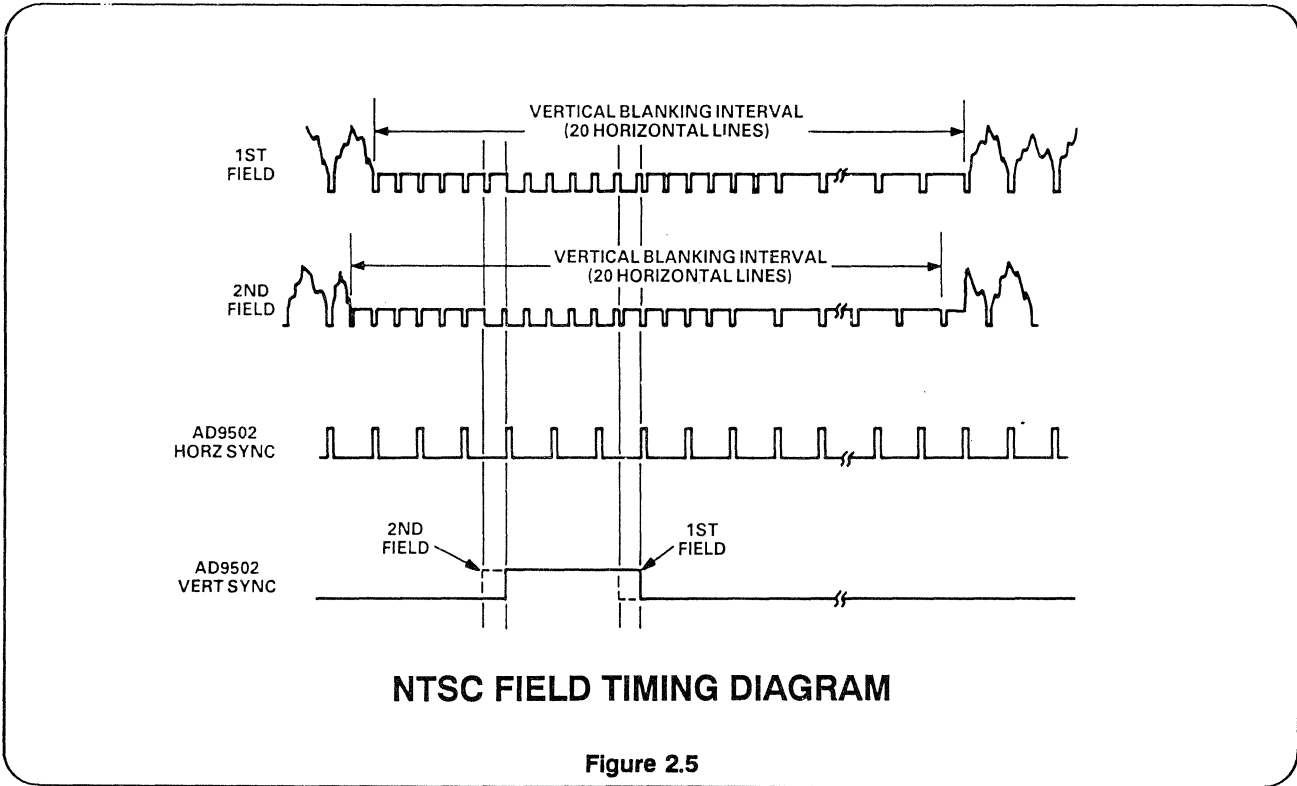 VERTICAL BLANKING INTERVAL
(20 HORIZONTAL LINES)
1ST
FIELD
VERTICAL BLANKING INTERVAL
(20 HORIZONTAL LINES)
2ND
FIELD
AD9502
HORZ SYNC
2ND
FIELD
1ST
FIELD
AD9502
VERT SYNC
NTSC FIELD TIMING DIAGRAM
Figure 2.5